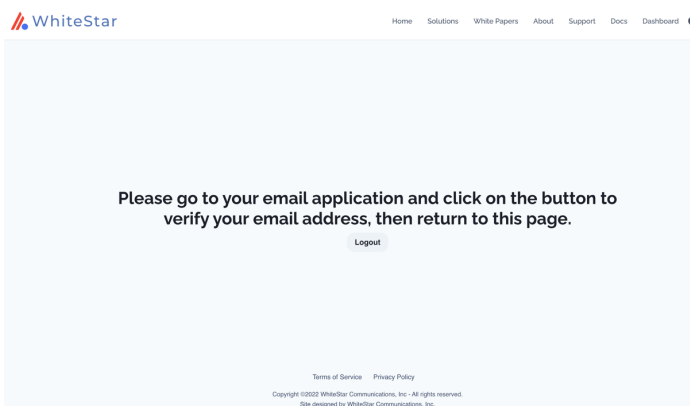 WhiteStar
Home Solutions White Papers About Support Docs Dashboard
Please go to your email application and click on the button to
verify your email address, then return to this page.
Logout
Terms of Service Privacy Policy
Copyright ©2022 WhiteStar Communications, Inc - All rights reserved.
Site designed by WhiteStar Communications, Inc.